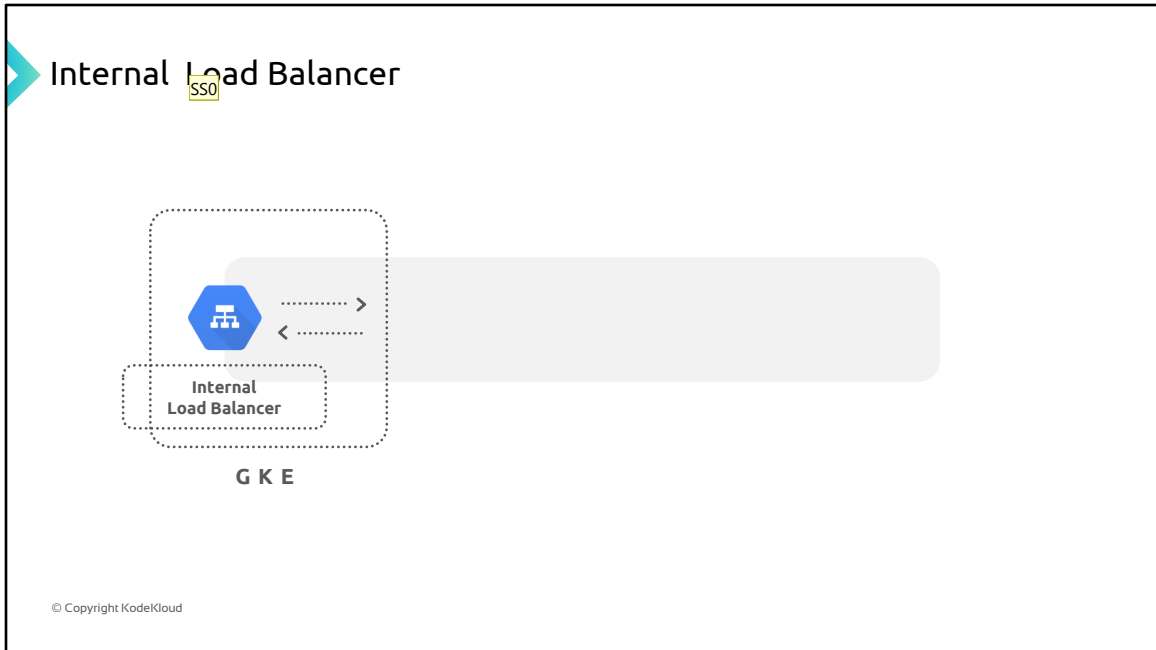 Internal Load Balancer
SS0
Internal
Load Balancer
G K E
© Copyright KodeKloud